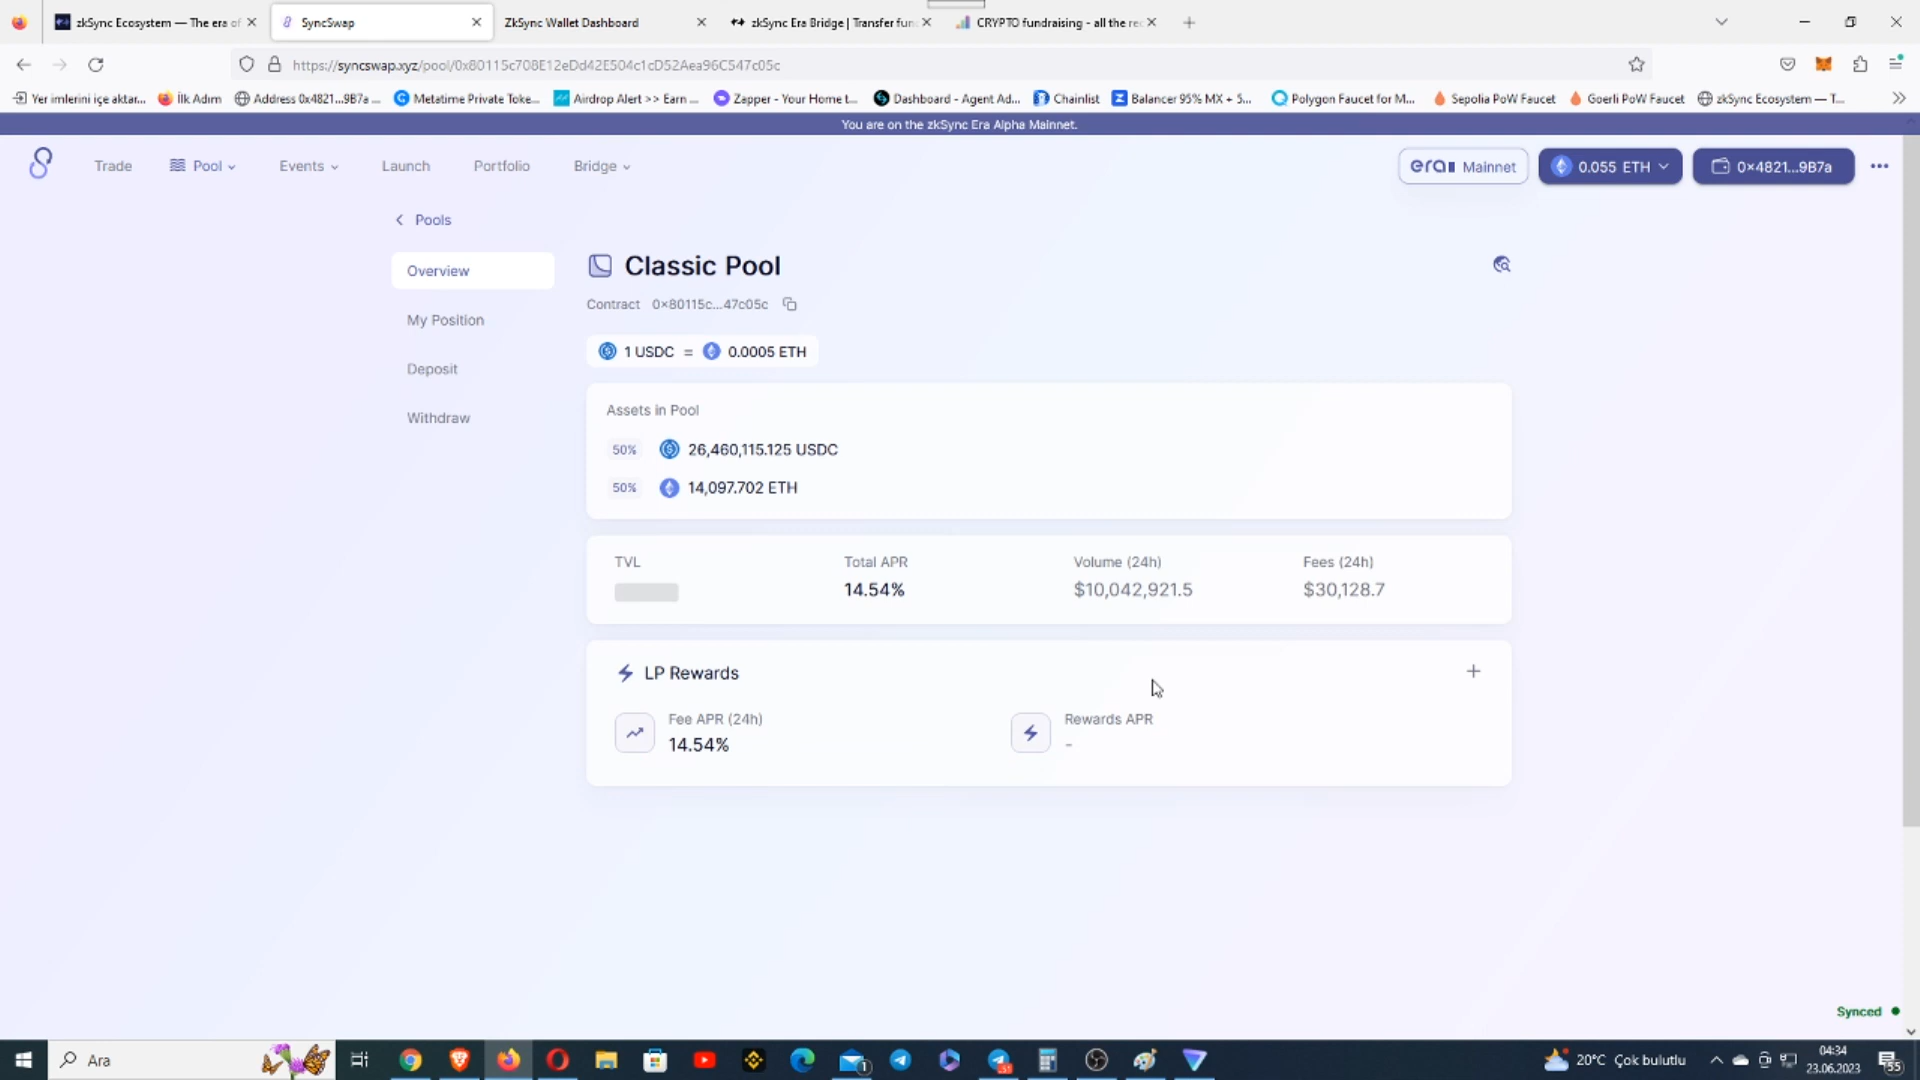 zkSync Ecosystem — The era of
SyncSwap
ZkSync Wallet Dashboard
zkSync Era Bridge | Transfer fun
CRYPTO fundraising - all the re
https://syncswap.xyz/pool/0x80115c708E12eDd42E504c1cD52Aea96C547c05c
Yer imlerini içe aktar...
İlk Adım
Address 0x4821...9B7a ...
Metatime Private Toke...
Airdrop Alert >> Earn ...
Zapper - Your Home t...
Dashboard - Agent Ad...
Chainlist
Balancer 95% MX + 5...
Polygon Faucet for M...
Sepolia PoW Faucet
Goerli PoW Faucet
zkSync Ecosystem — T...
You are on the zkSync Era Alpha Mainnet.
Trade
Pool
Events
Launch
Portfolio
Bridge
era Mainnet
0.055 ETH
0×4821...9B7a
Pools
Overview
My Position
Deposit
Withdraw
Classic Pool
Contract 0×80115c...47c05c
1 USDC = 0.0005 ETH
Assets in Pool
50% 26,460,115.125 USDC
50% 14,097.702 ETH
TVL
Total APR
14.54%
Volume (24h)
$10,042,921.5
Fees (24h)
$30,128.7
LP Rewards
Fee APR (24h)
14.54%
Rewards APR
-
Synced
Ara
1
20°C Çok bulutlu
04:34
23.06.2023
55